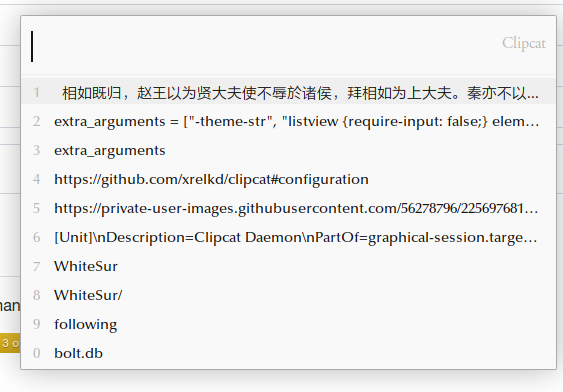 Clipcat
1 相如既归，赵王以为贤大夫使不辱於诸侯，拜相如为上大夫。秦亦不以...
2 extra_arguments = ["-theme-str", "listview {require-input: false;} elem...
3 extra_arguments
4 https://github.com/xrelkd/clipcat#configuration
5 https://private-user-images.githubusercontent.com/56278796/225697681...
6 [Unit]\nDescription=Clipcat Daemon\nPartOf=graphical-session.targe...
7 WhiteSur
8 WhiteSur/
9 following
0 bolt.db
3 o